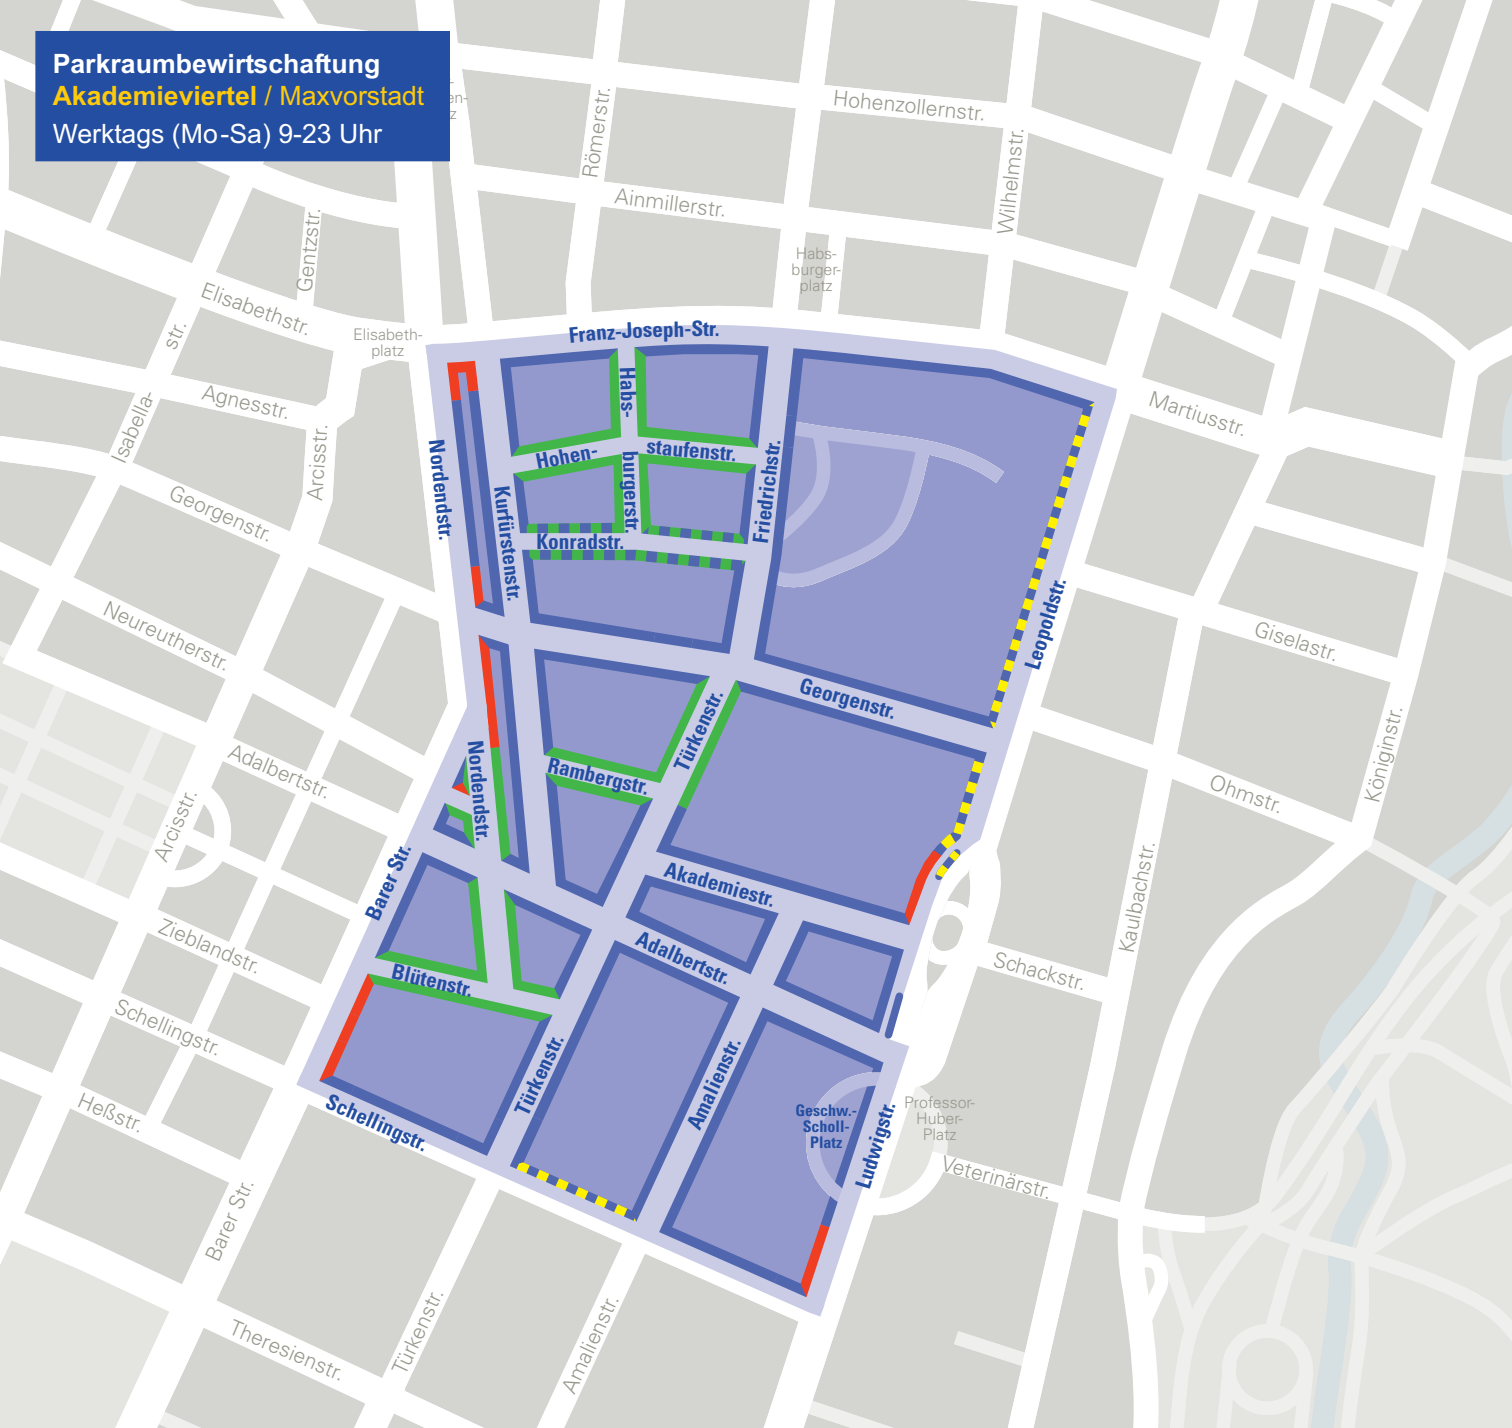 Parkraumbewirtschaftung
Akademieviertel / Maxvorstadt
Werktags (Mo-Sa) 9-23 Uhr
en-
z
Römerstr.
Hohenzollernstr.
Wilhelmstr.
Ainmillerstr.
Habs-
burger-
platz
Gentzstr.
Elisabethstr.
Elisabeth-
platz
Isabella-
str.
Agnesstr.
Arcisstr.
Georgenstr.
Neureutherstr.
Adalbertstr.
Arcisstr.
Zieblandstr.
Schellingstr.
Heßstr.
Barer Str.
Theresienstr.
Türkenstr.
Amalienstr.
Martiusstr.
Giselastr.
Ohmstr.
Königinstr.
Kaulbachstr.
Schackstr.
Professor-
Huber-
Platz
Veterinärstr.
Franz-Joseph-Str.
Habs-
burgerstr.
Hohen-
staufenstr.
Konradstr.
Nordendstr.
Kurfürstenstr.
Friedrichstr.
Leopoldstr.
Georgenstr.
Türkenstr.
Rambergstr.
Nordendstr.
Barer Str.
Akademiestr.
Adalbertstr.
Blütenstr.
Türkenstr.
Amalienstr.
Schellingstr.
Geschw.-
Scholl-
Platz
Ludwigstr.